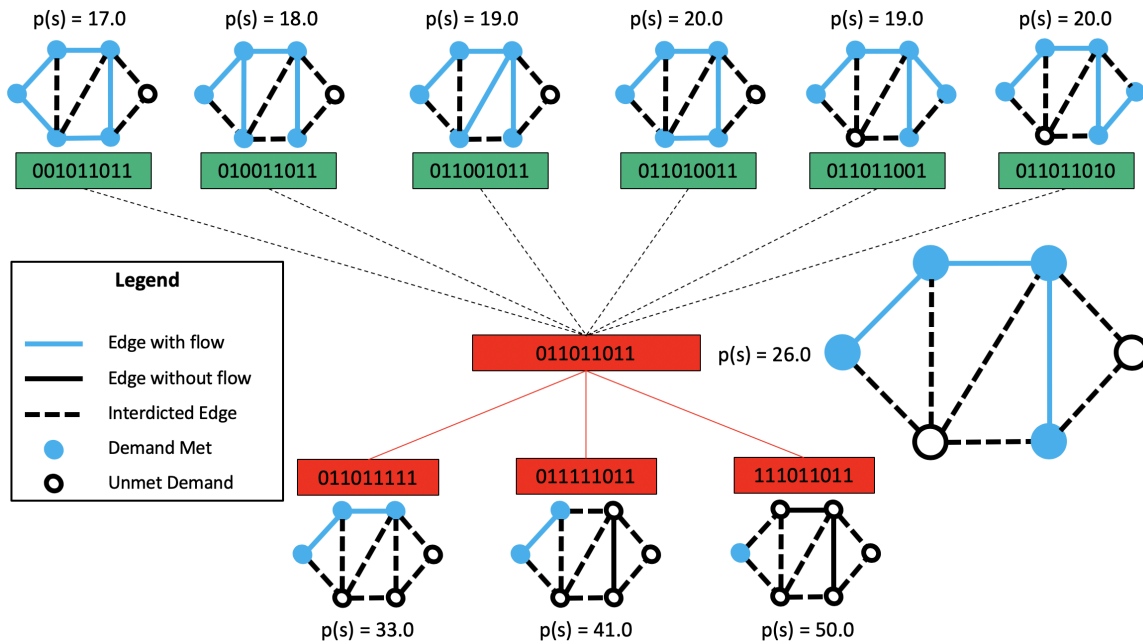 p(s) = 17.0
p(s) = 18.0
p(s) = 19.0
p(s) = 20.0
p(s) = 19.0
p(s) = 20.0
001011011
010011011
011001011
011010011
011011001
011011010
Legend
Edge with flow
Edge without flow
Interdicted Edge
Demand Met
Unmet Demand
011011011
p(s) = 26.0
011011111
011111011
111011011
p(s) = 33.0
p(s) = 41.0
p(s) = 50.0